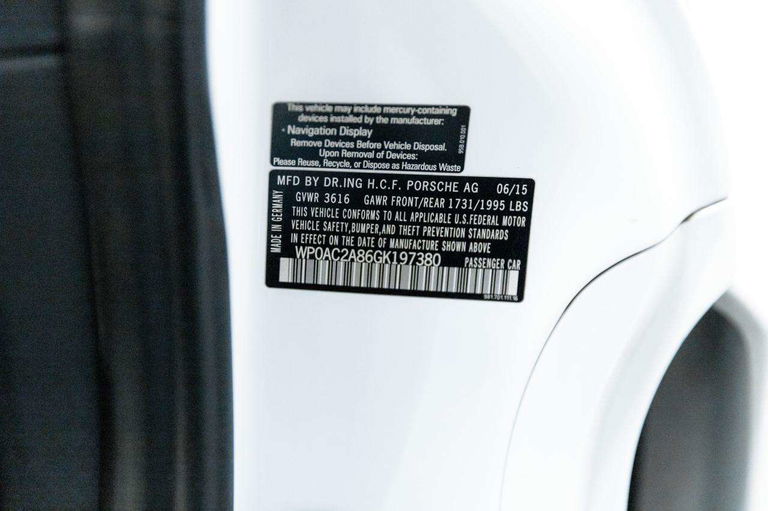 This vehicle may include mercury-containing
devices installed by the manufacturer:
- Navigation Display
Remove Devices Before Vehicle Disposal.
Upon Removal of Devices:
Please Reuse, Recycle, or Dispose as Hazardous Waste
MADE IN GERMANY
MFD BY DR.ING H.C.F. PORSCHE AG 06/15
GVWR 3616 GAWR FRONT/REAR 1731/1995 LBS
THIS VEHICLE CONFORMS TO ALL APPLICABLE U.S.FEDERAL MOTOR
VEHICLE SAFETY,BUMPER,AND THEFT PREVENTION STANDARDS
IN EFFECT ON THE DATE OF MANUFACTURE SHOWN ABOVE
WP0AC2A86GK197380 PASSENGER CAR
981.701.111.16